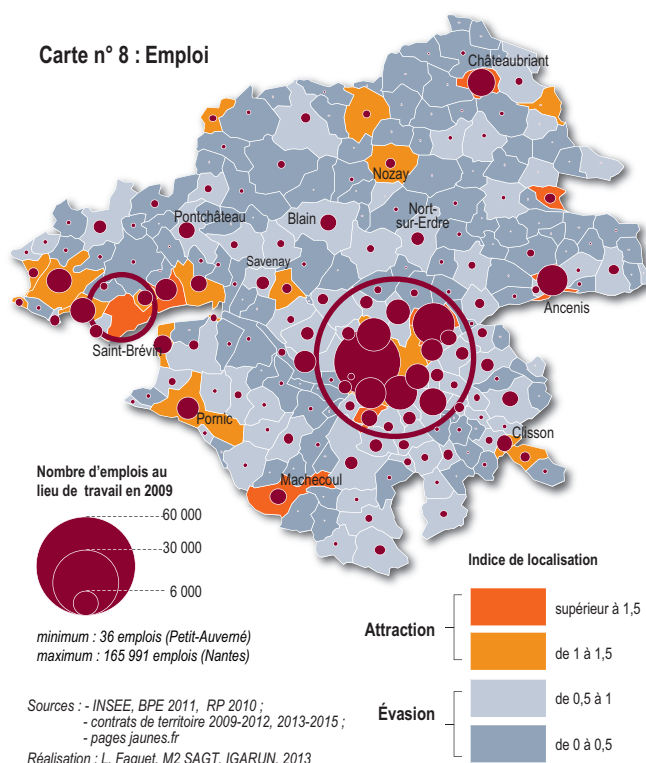 Carte n° 8 : Emploi
Châteaubriant
Nozay
Pontchâteau
Blain
Nort-
sur-Erdre
Savenay
Ancenis
Saint-Brévin
Pornic
Clisson
Machecoul
Nombre d'emplois au
lieu de travail en 2009
60 000
30 000
6 000
minimum : 36 emplois (Petit-Auverné)
maximum : 165 991 emplois (Nantes)
Indice de localisation
Attraction
supérieur à 1,5
de 1 à 1,5
Évasion
de 0,5 à 1
de 0 à 0,5
Sources : - INSEE, BPE 2011, RP 2010 ;
- contrats de territoire 2009-2012, 2013-2015 ;
- pages jaunes.fr
Réalisation : L. Faguet, M2 SAGT, IGARUN, 2013